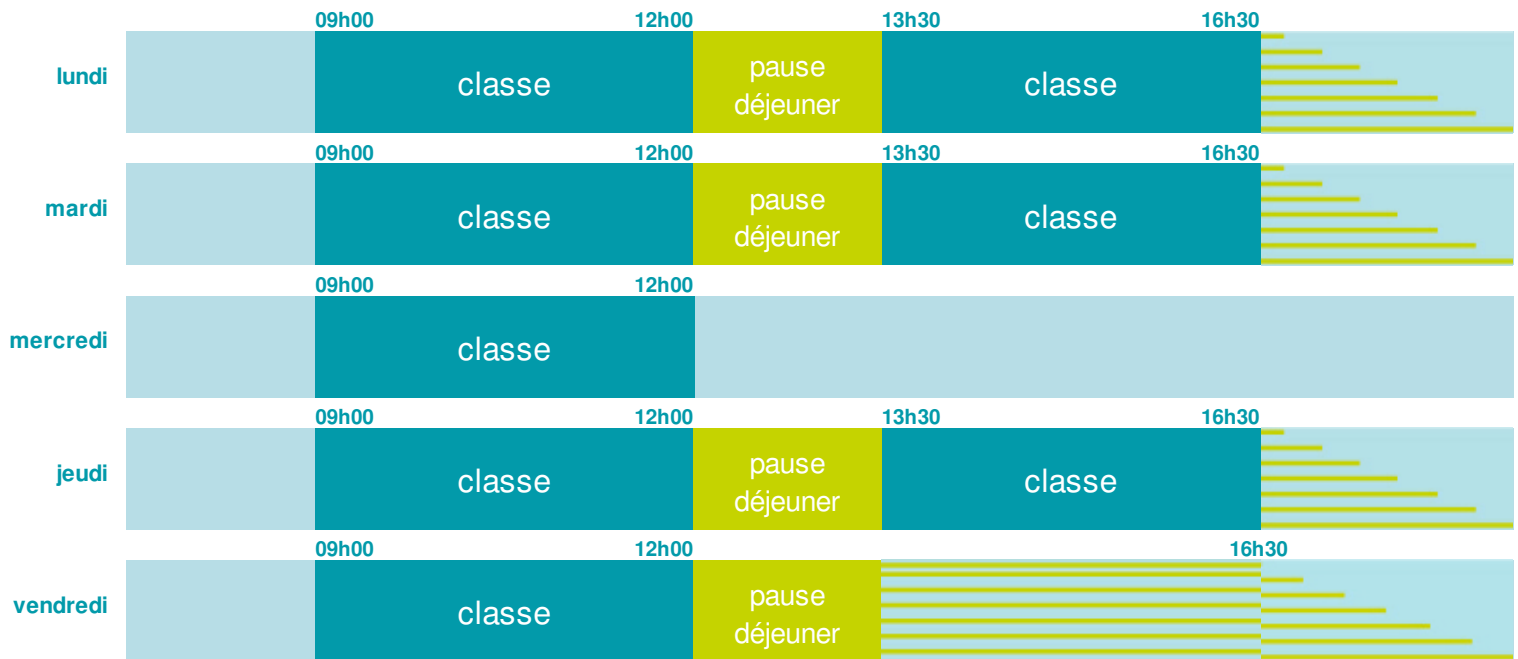 09h00 12h00 13h30 16h30
lundi classe pause déjeuner classe
09h00 12h00 13h30 16h30
mardi classe pause déjeuner classe
09h00 12h00
mercredi classe
09h00 12h00 13h30 16h30
jeudi classe pause déjeuner classe
09h00 12h00 16h30
vendredi classe pause déjeuner